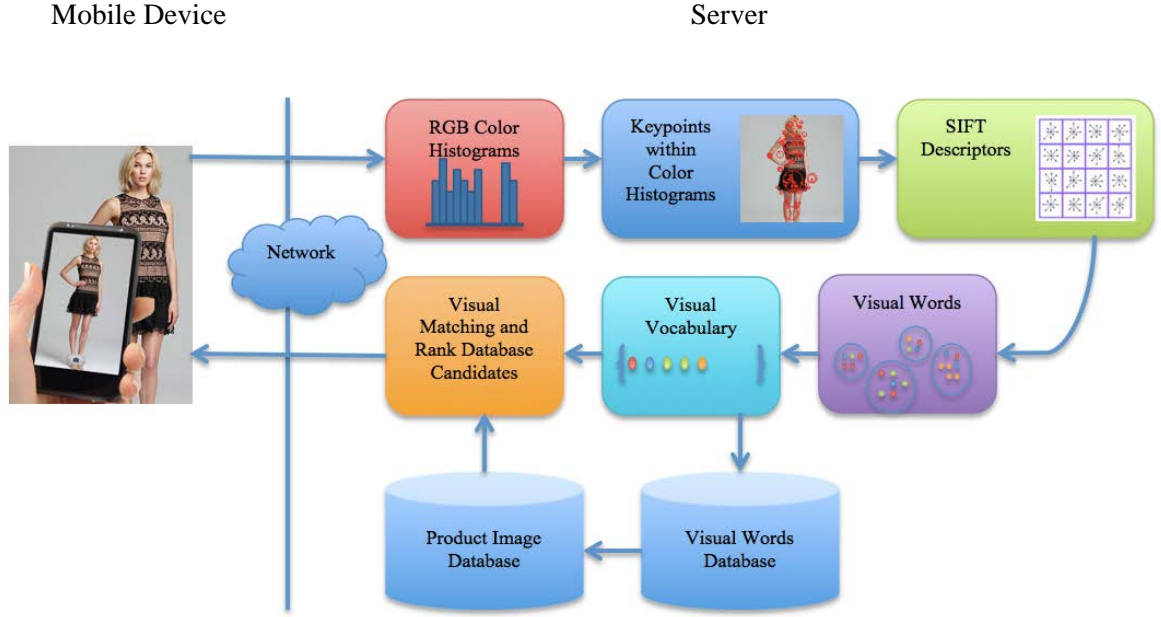 Mobile Device
Server
RGB Color
Histograms
Keypoints
within
Color
Histograms
SIFT
Descriptors
Network
Visual
Matching and
Rank Database
Candidates
Visual
Vocabulary
Visual Words
Product Image
Database
Visual Words
Database